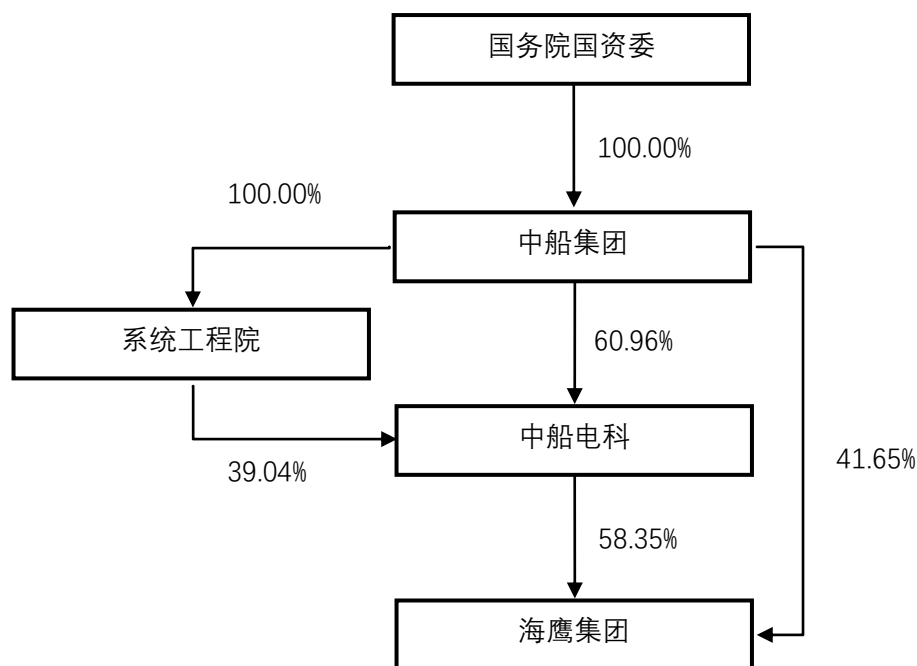 国务院国资委
100.00%
100.00%
中船集团
系统工程院
60.96%
中船电科
39.04%
41.65%
58.35%
海鹰集团